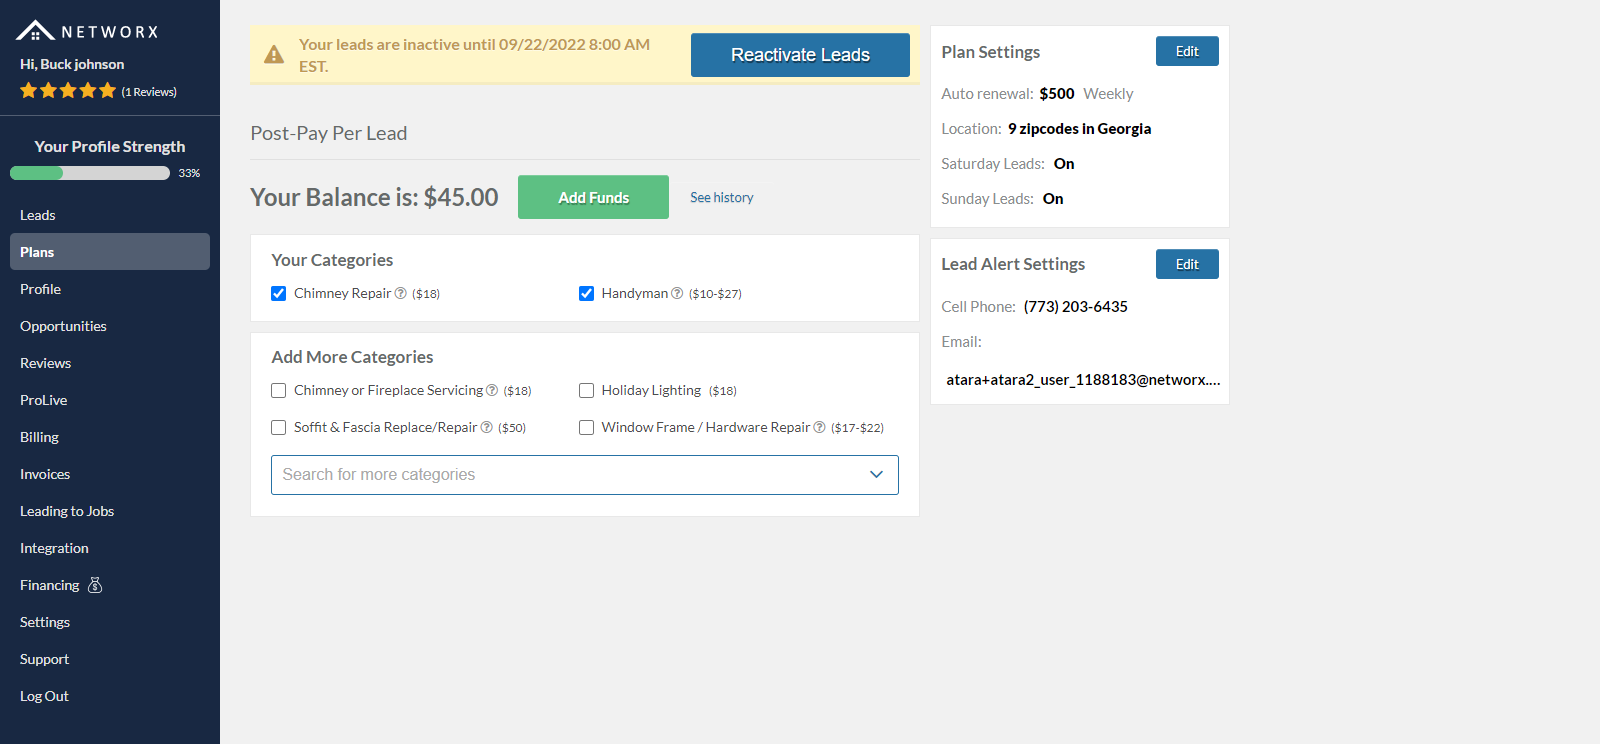 NETWORX
Hi, Buck johnson
(1 Reviews)
Your Profile Strength
33%
Leads
Plans
Profile
Opportunities
Reviews
ProLive
Billing
Invoices
Leading to Jobs
Integration
Financing
Settings
Support
Log Out
Your leads are inactive until 09/22/2022 8:00 AM
EST.
Reactivate Leads
Post-Pay Per Lead
Your Balance is: $45.00
Add Funds
See history
Your Categories
Chimney Repair ? ($18)
Handyman ? ($10-$27)
Add More Categories
Chimney or Fireplace Servicing ? ($18)
Holiday Lighting ($18)
Soffit & Fascia Replace/Repair ? ($50)
Window Frame / Hardware Repair ? ($17-$22)
Search for more categories
Plan Settings
Edit
Auto renewal: $500 Weekly
Location: 9 zipcodes in Georgia
Saturday Leads: On
Sunday Leads: On
Lead Alert Settings
Edit
Cell Phone: (773) 203-6435
Email:
atara+atara2_user_1188183@networx....